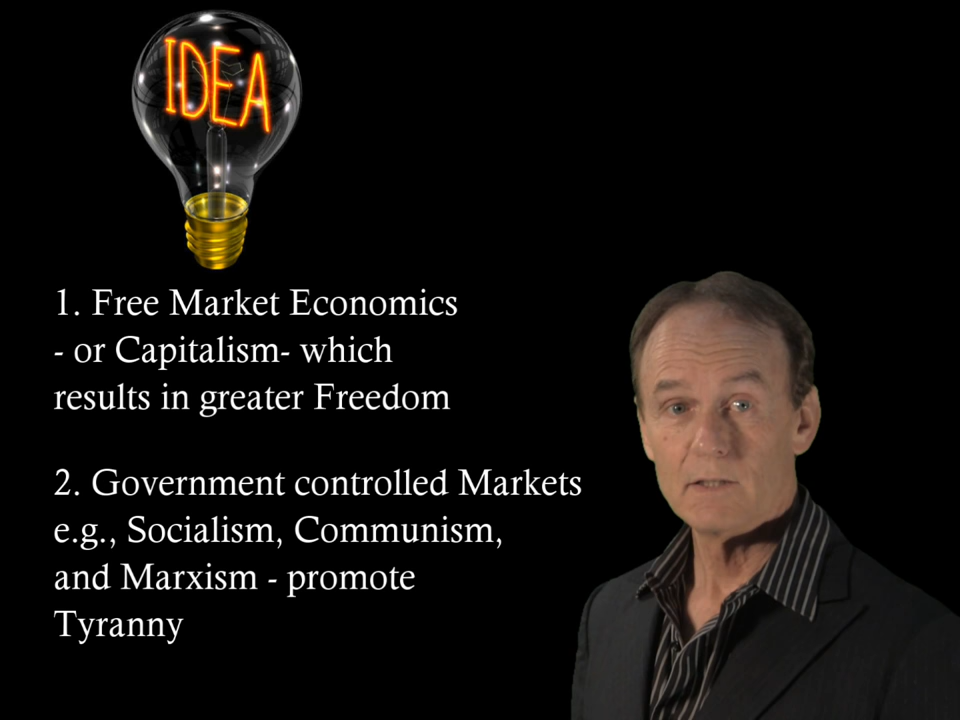 IDEA
1. Free Market Economics
- or Capitalism- which
results in greater Freedom
2. Government controlled Markets
e.g., Socialism, Communism,
and Marxism - promote
Tyranny